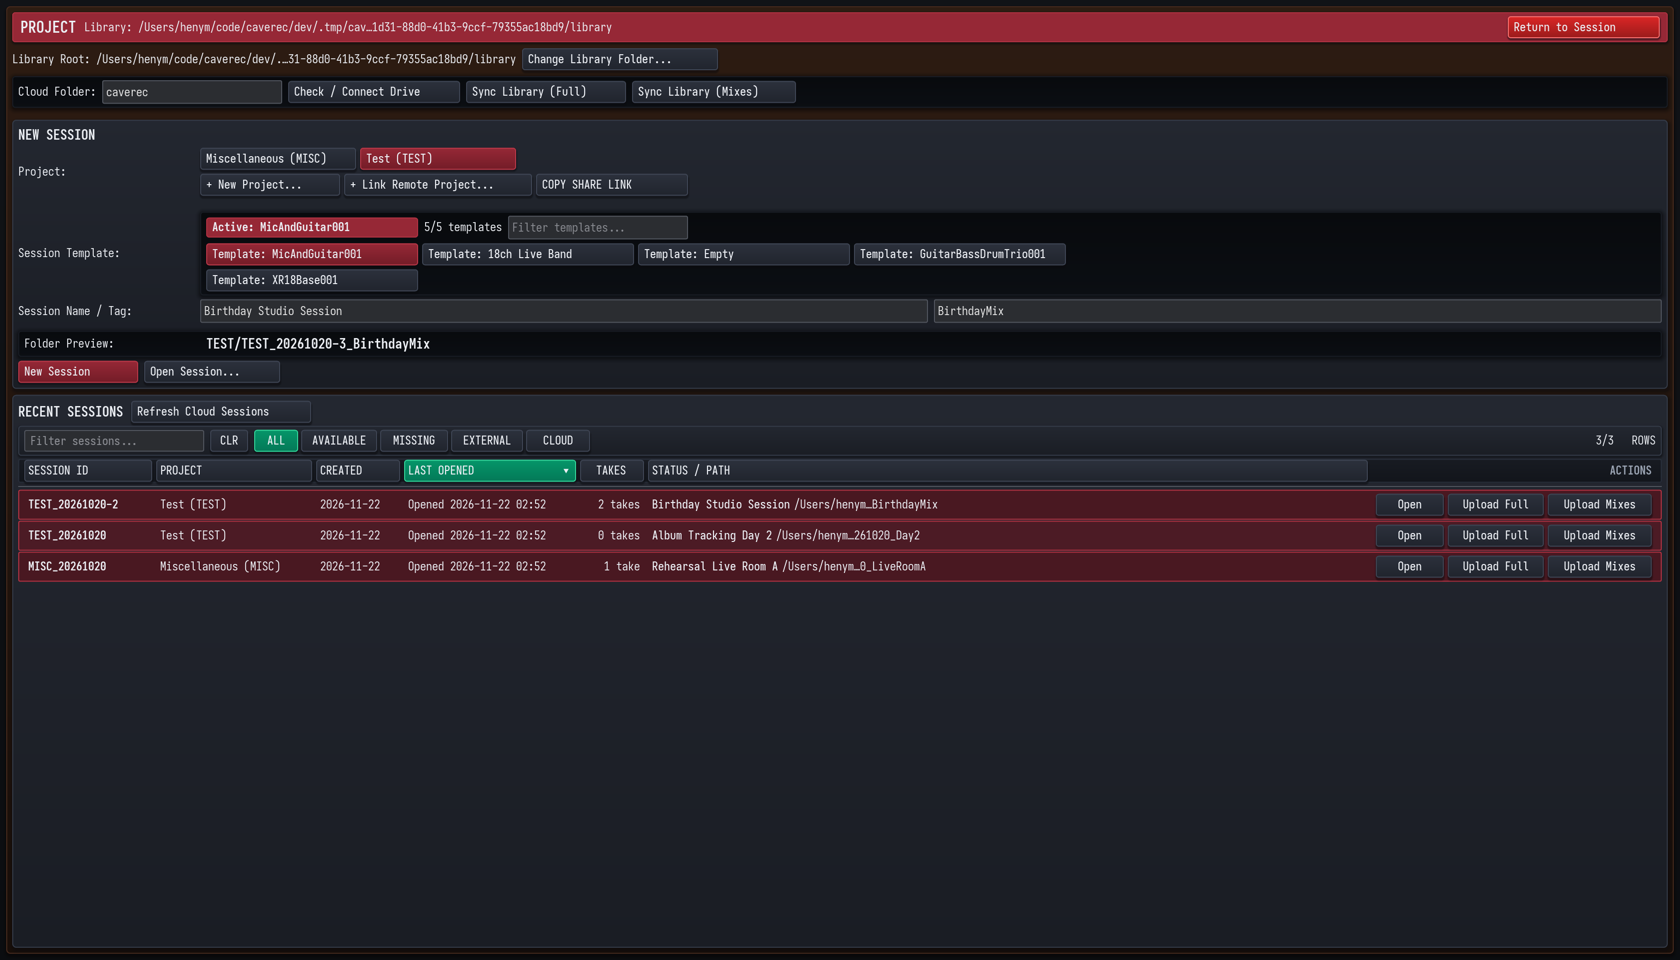 PROJECT Library: /Users/henym/code/caverec/dev/.tmp/cav…1d31-88d0-41b3-9ccf-79355ac18bd9/library Return to Session
Library Root: /Users/henym/code/caverec/dev/.…31-88d0-41b3-9ccf-79355ac18bd9/library Change Library Folder...
Cloud Folder: caverec Check / Connect Drive Sync Library (Full) Sync Library (Mixes)
NEW SESSION
Project: Miscellaneous (MISC) Test (TEST)
+ New Project... + Link Remote Project... COPY SHARE LINK
Active: MicAndGuitar001 5/5 templates Filter templates...
Session Template: Template: MicAndGuitar001 Template: 18ch Live Band Template: Empty Template: GuitarBassDrumTrio001
Template: XR18Base001
Session Name / Tag: Birthday Studio Session BirthdayMix
Folder Preview: TEST/TEST_20261020-3_BirthdayMix
New Session Open Session...
RECENT SESSIONS Refresh Cloud Sessions
Filter sessions... CLR ALL AVAILABLE MISSING EXTERNAL CLOUD 3/3 ROWS
SESSION ID PROJECT CREATED LAST OPENED ▾ TAKES STATUS / PATH ACTIONS
TEST_20261020-2 Test (TEST) 2026-11-22 Opened 2026-11-22 02:52 2 takes Birthday Studio Session /Users/henym…_BirthdayMix Open Upload Full Upload Mixes
TEST_20261020 Test (TEST) 2026-11-22 Opened 2026-11-22 02:52 0 takes Album Tracking Day 2 /Users/henym…261020_Day2 Open Upload Full Upload Mixes
MISC_20261020 Miscellaneous (MISC) 2026-11-22 Opened 2026-11-22 02:52 1 take Rehearsal Live Room A /Users/henym…0_LiveRoomA Open Upload Full Upload Mixes